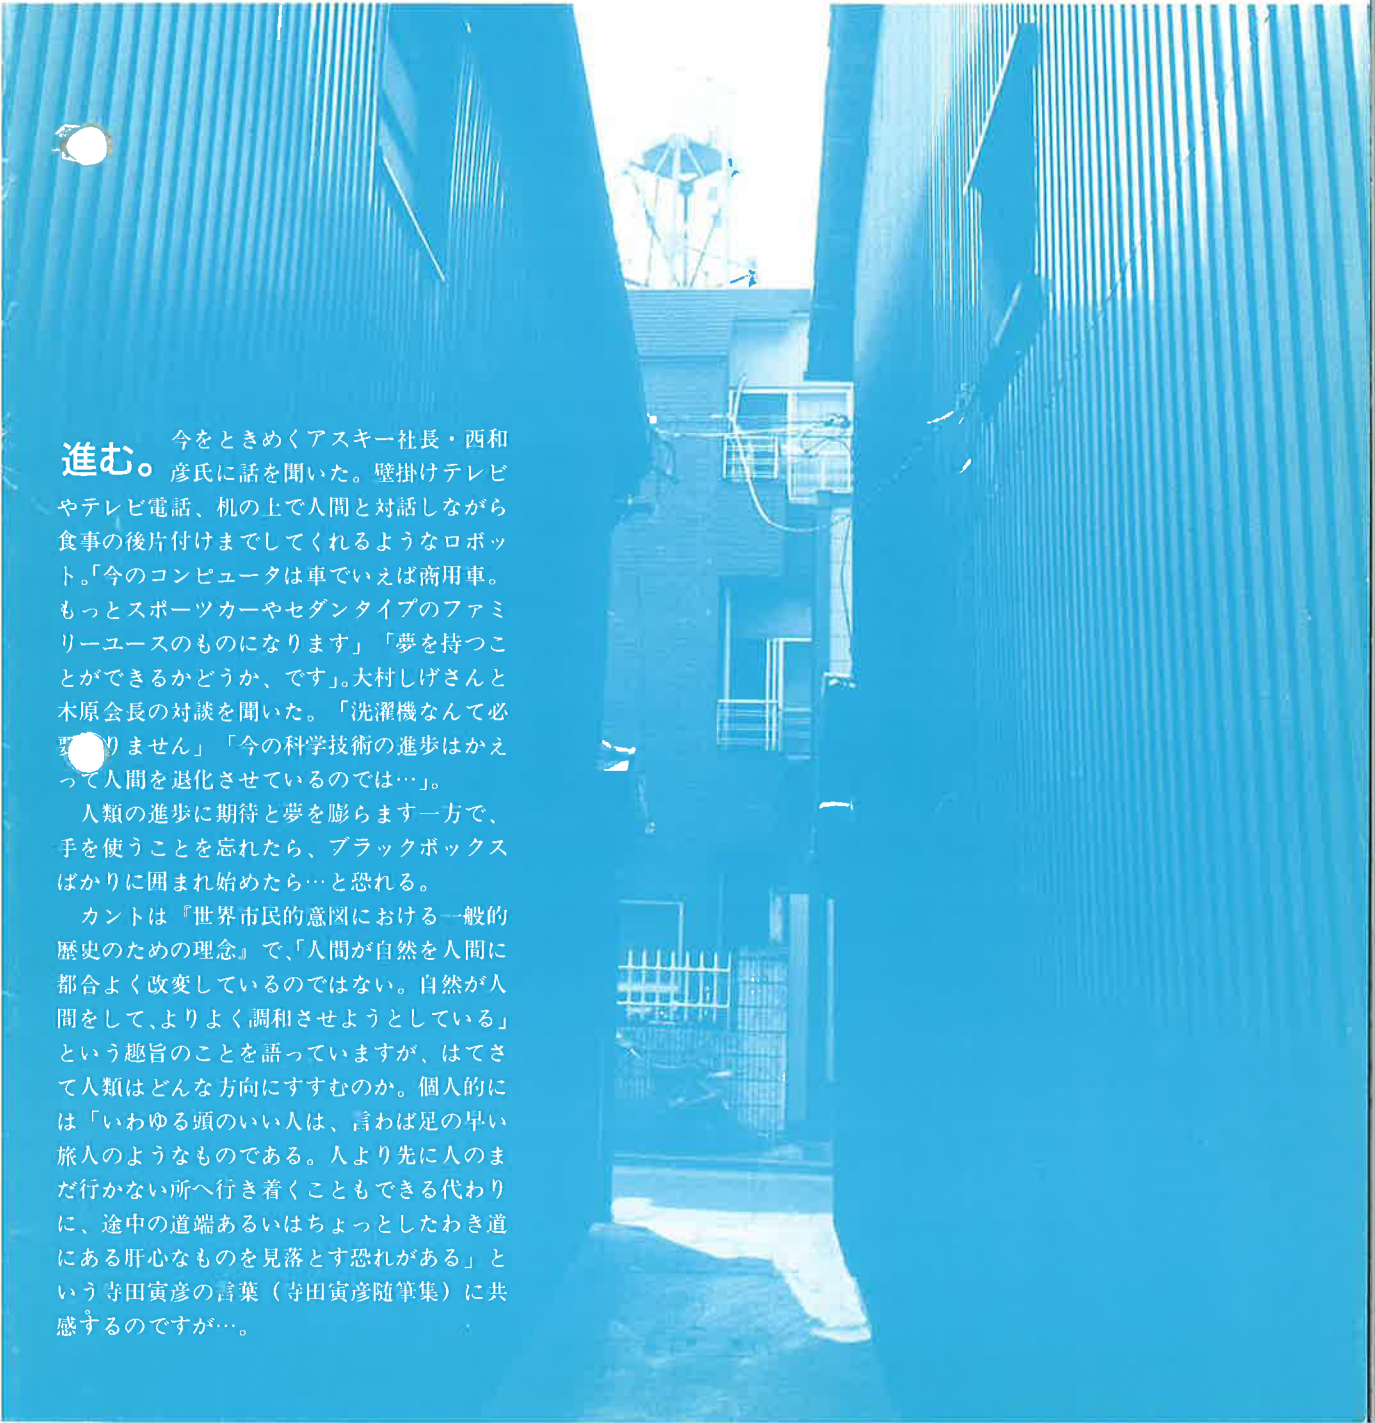 進む。
今をときめくアスキー社長・西和
彦氏に話を聞いた。壁掛けテレビ
やテレビ電話、机の上で人間と対話しながら
食事の後片付けまでしてくれるようなロボッ
ト。「今のコンピュータは車でいえば商用車。
もっとスポーツカーやセダンタイプのファミ
リーユースのものになります」「夢を持つこ
とができるかどうか、です」。大村しげさんと
木原会長の対談を聞いた。「洗濯機なんて必
りません」「今の科学技術の進歩はかえ
って人間を退化させているのでは…」。
人類の進歩に期待と夢を膨らます一方で、
手を使うことを忘れたら、ブラックボックス
ばかりに囲まれ始めたら…と恐れる。
カントは『世界市民的意図における一般的
歴史のための理念』で、「人間が自然を人間に
都合よく改変しているのではない。自然が人
間をして、よりよく調和させようとしている」
という趣旨のことを語っていますが、はてさ
て人類はどんな方向にすすむのか。個人的に
は「いわゆる頭のいい人は、言わば足の早い
旅人のようなものである。人より先に人のま
だ行かない所へ行き着くこともできる代わり
に、途中の道端あるいはちょっとしたわき道
にある肝心なものを見落とす恐れがある」と
いう寺田寅彦の言葉（寺田寅彦随筆集）に共
感するのですが…。